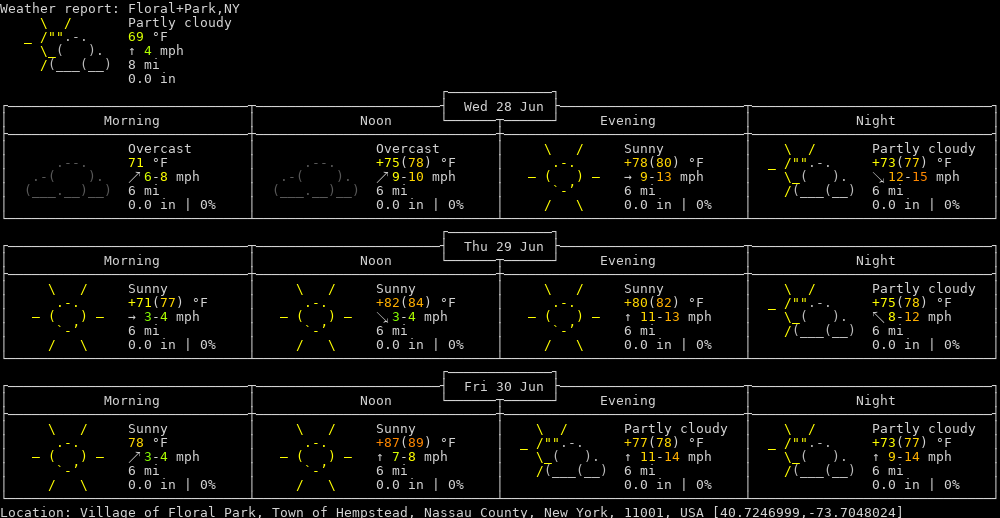 Weather report: Floral+Park,NY
Partly cloudy
69 °F
↑ 4 mph
8 mi
0.0 in
Wed 28 Jun
Morning Noon Evening Night
Overcast Overcast Sunny Partly cloudy
71 °F +75(78) °F +78(80) °F +73(77) °F
↗ 6-8 mph ↗ 9-10 mph → 9-13 mph ↘ 12-15 mph
6 mi 6 mi 6 mi 6 mi
0.0 in | 0% 0.0 in | 0% 0.0 in | 0% 0.0 in | 0%
Thu 29 Jun
Morning Noon Evening Night
Sunny Sunny Sunny Partly cloudy
+71(77) °F +82(84) °F +80(82) °F +75(78) °F
→ 3-4 mph ↘ 3-4 mph ↑ 11-13 mph ↖ 8-12 mph
6 mi 6 mi 6 mi 6 mi
0.0 in | 0% 0.0 in | 0% 0.0 in | 0% 0.0 in | 0%
Fri 30 Jun
Morning Noon Evening Night
Sunny Sunny Partly cloudy Partly cloudy
78 °F +87(89) °F +77(78) °F +73(77) °F
↗ 3-4 mph ↑ 7-8 mph ↑ 11-14 mph ↑ 9-14 mph
6 mi 6 mi 6 mi 6 mi
0.0 in | 0% 0.0 in | 0% 0.0 in | 0% 0.0 in | 0%
Location: Village of Floral Park, Town of Hempstead, Nassau County, New York, 11001, USA [40.7246999,-73.7048024]